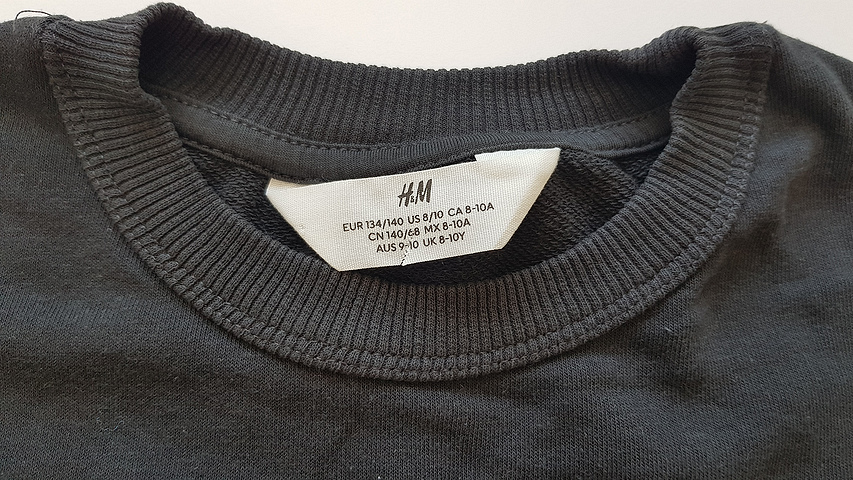 H&M
EUR 134/140 US 8/10 CA 8-10A
CN 140/68 MX 8-10A
AUS 9-10 UK 8-10Y